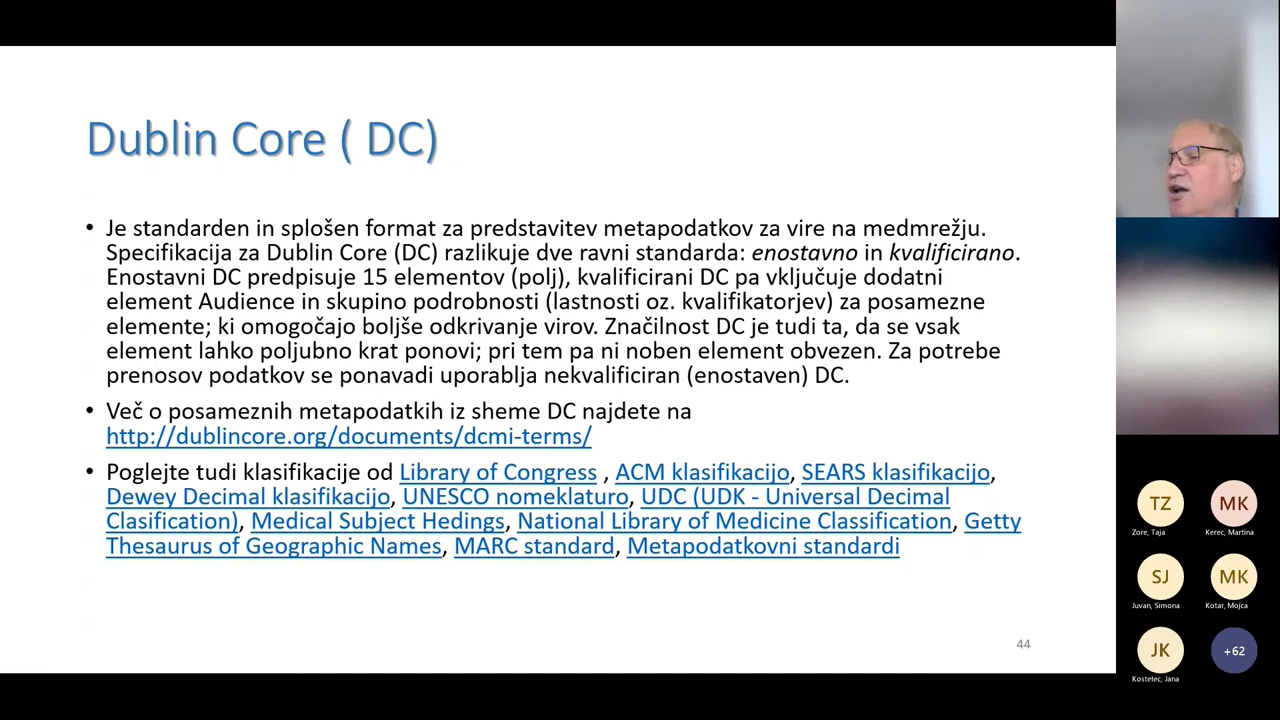 Dublin Core ( DC)
• Je standarden in splošen format za predstavitev metapodatkov za vire na medmrežju.
Specifikacija za Dublin Core (DC) razlikuje dve ravni standarda: enostavno in kvalificirano.
Enostavni DC predpisuje 15 elementov (polj), kvalificirani DC pa vključuje dodatni
element Audience in skupino podrobnosti (lastnosti oz. kvalifikatorjev) za posamezne
elemente; ki omogočajo boljše odkrivanje virov. Značilnost DC je tudi ta, da se vsak
element lahko poljubno krat ponovi; pri tem pa ni noben element obvezen. Za potrebe
prenosov podatkov se ponavadi uporablja nekvalificiran (enostaven) DC.
• Več o posameznih metapodatkih iz sheme DC najdete na
http://dublincore.org/documents/dcmi-terms/
• Poglejte tudi klasifikacije od Library of Congress , ACM klasifikacijo, SEARS klasifikacijo,
Dewey Decimal klasifikacijo, UNESCO nomeklaturo, UDC (UDK - Universal Decimal
Clasification), Medical Subject Hedings, National Library of Medicine Classification, Getty
Thesaurus of Geographic Names, MARC standard, Metapodatkovni standardi
44
TZ
MK
Zore, Taja
Kerec, Martina
SJ
MK
Juvan, Simona
Kotar, Mojca
JK
+62
Kostelec, Jana